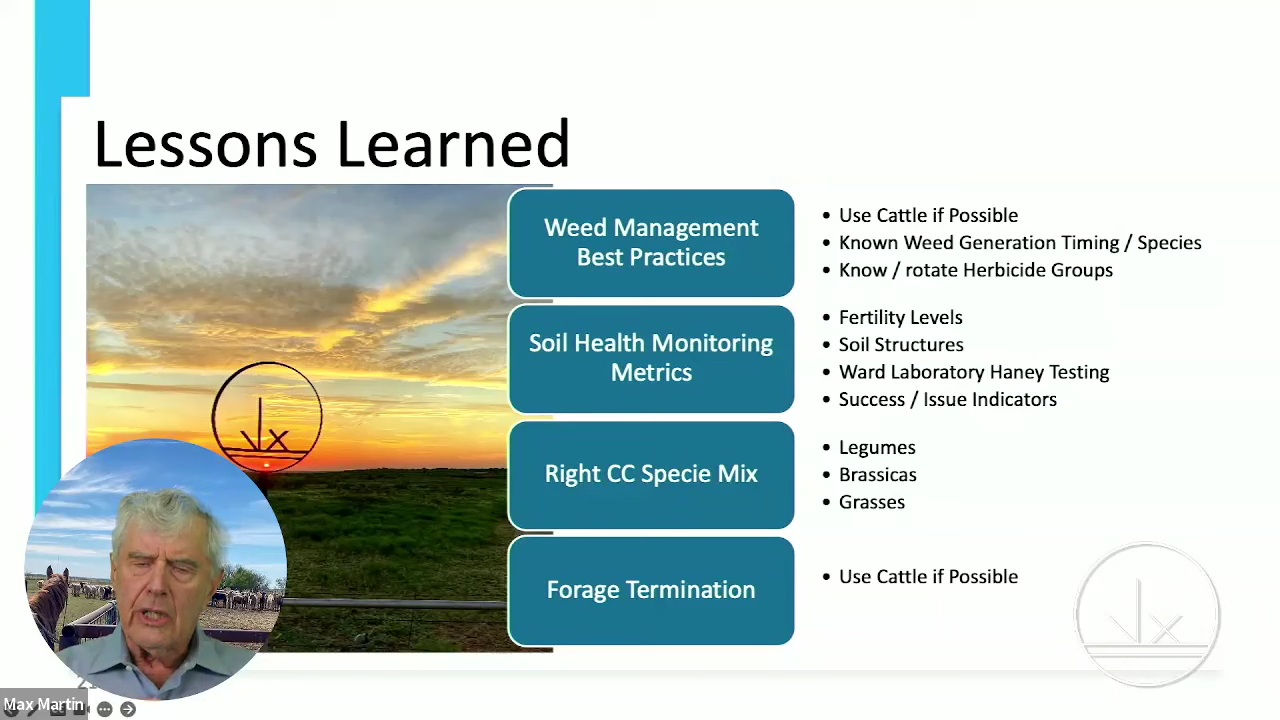 Lessons Learned
Weed Management
Best Practices
• Use Cattle if Possible
• Known Weed Generation Timing / Species
• Know / rotate Herbicide Groups
Soil Health Monitoring
Metrics
• Fertility Levels
• Soil Structures
• Ward Laboratory Haney Testing
• Success / Issue Indicators
Right CC Specie Mix
• Legumes
• Brassicas
• Grasses
Forage Termination
• Use Cattle if Possible
Max Martin